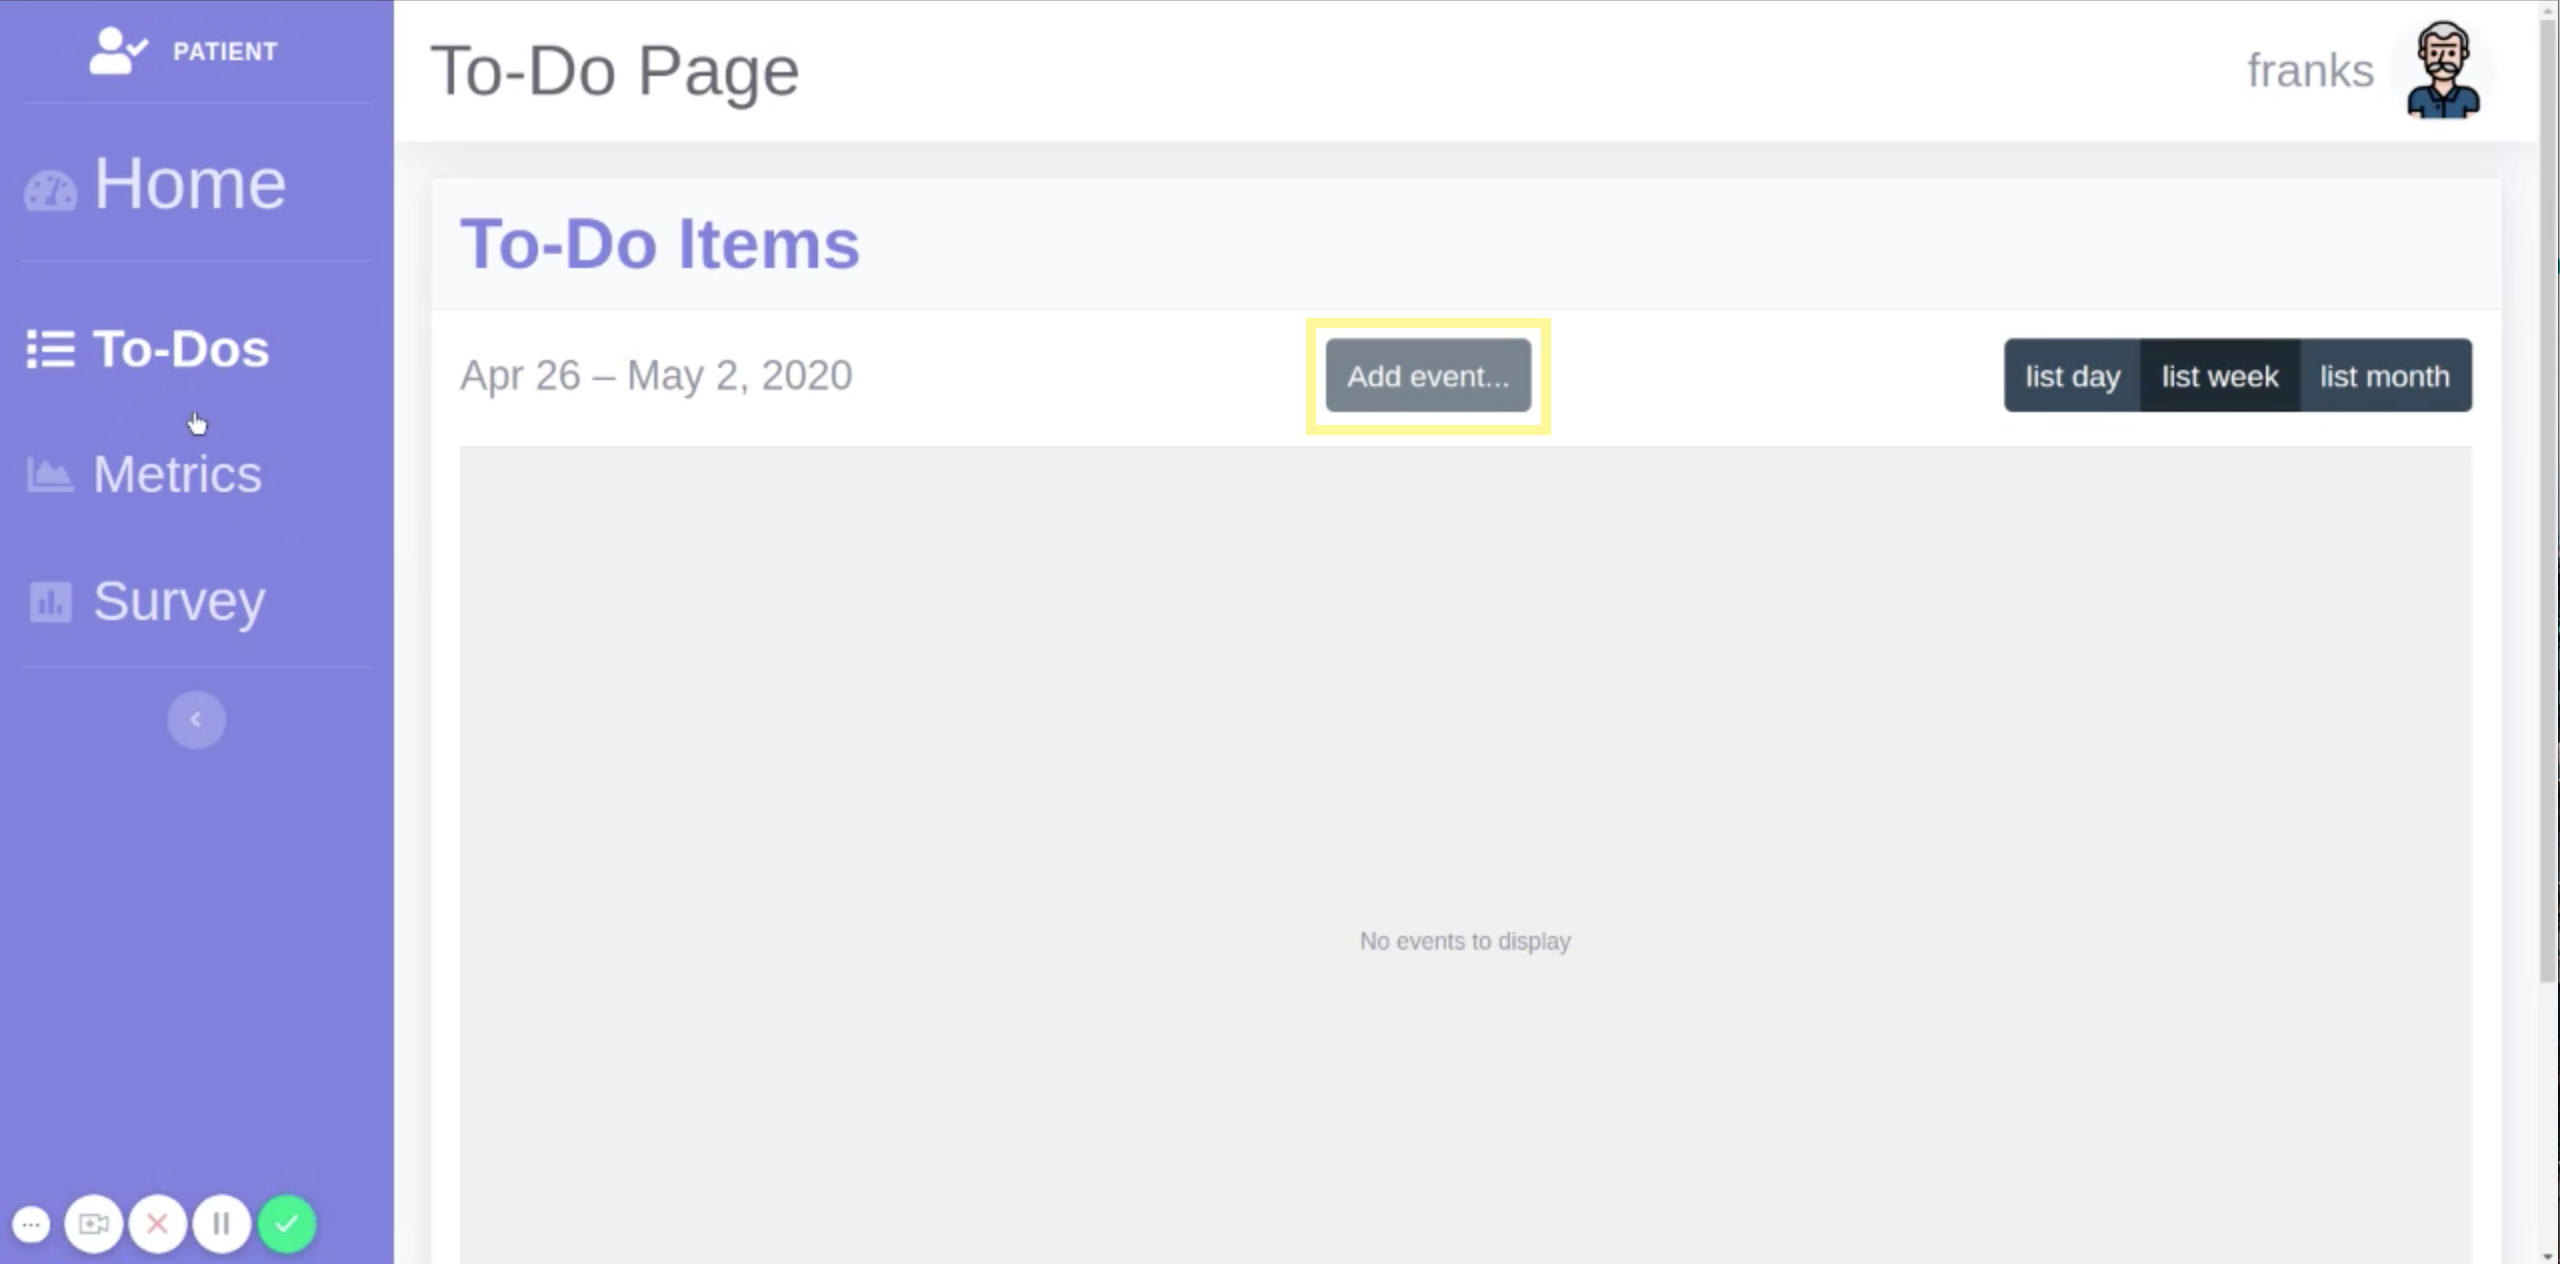 PATIENT
Home
To-Dos
Metrics
Survey
To-Do Page
franks
To-Do Items
Apr 26 – May 2, 2020
Add event...
list day list week list month
No events to display